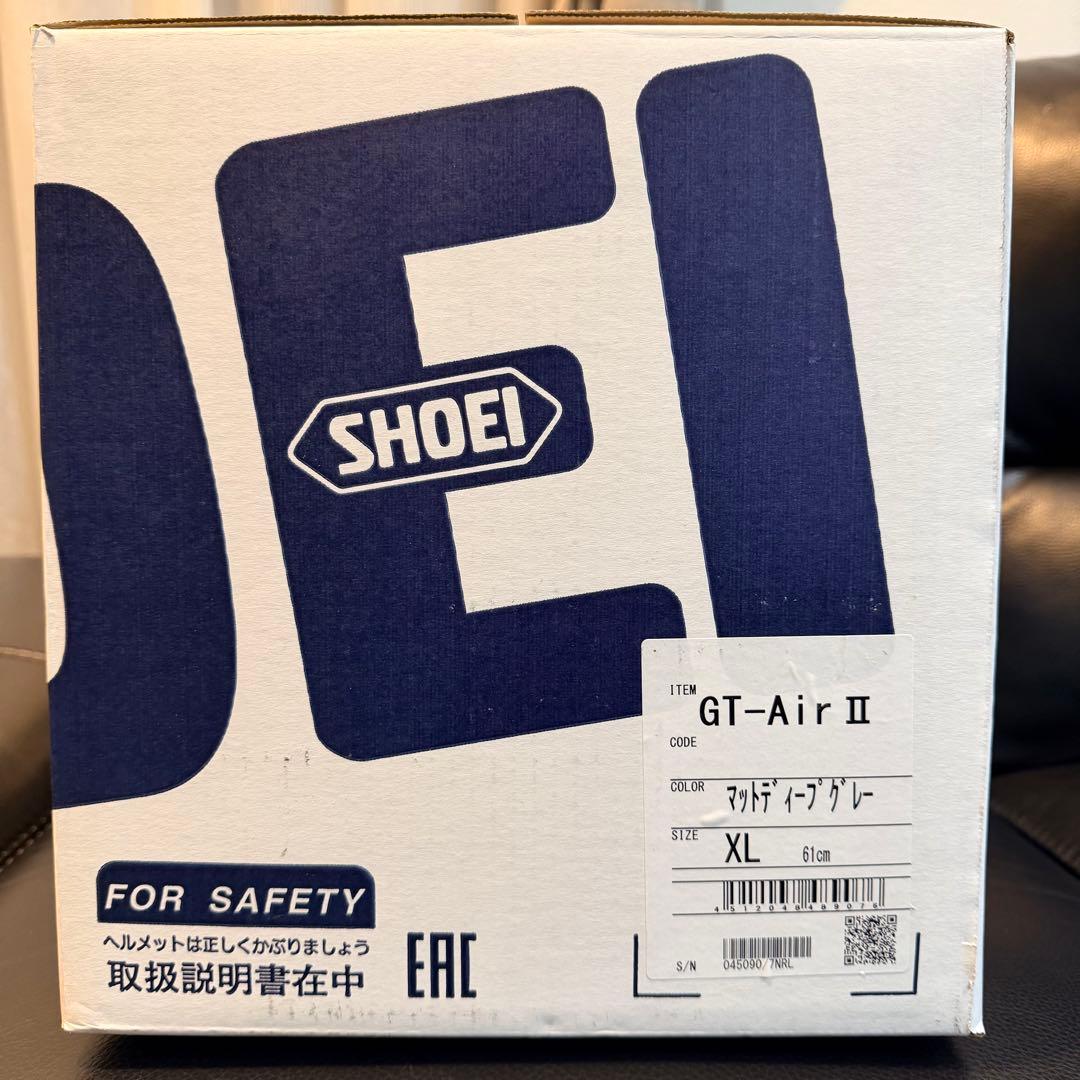 OEI
SHOEI
ITEM
GT-Air Ⅱ
CODE
COLOR
マットディープグレー
SIZE
XL 61cm
4512048489076
S/N 045090/7NRL
FOR SAFETY
ヘルメットは正しくかぶりましょう
取扱説明書在中
EAC